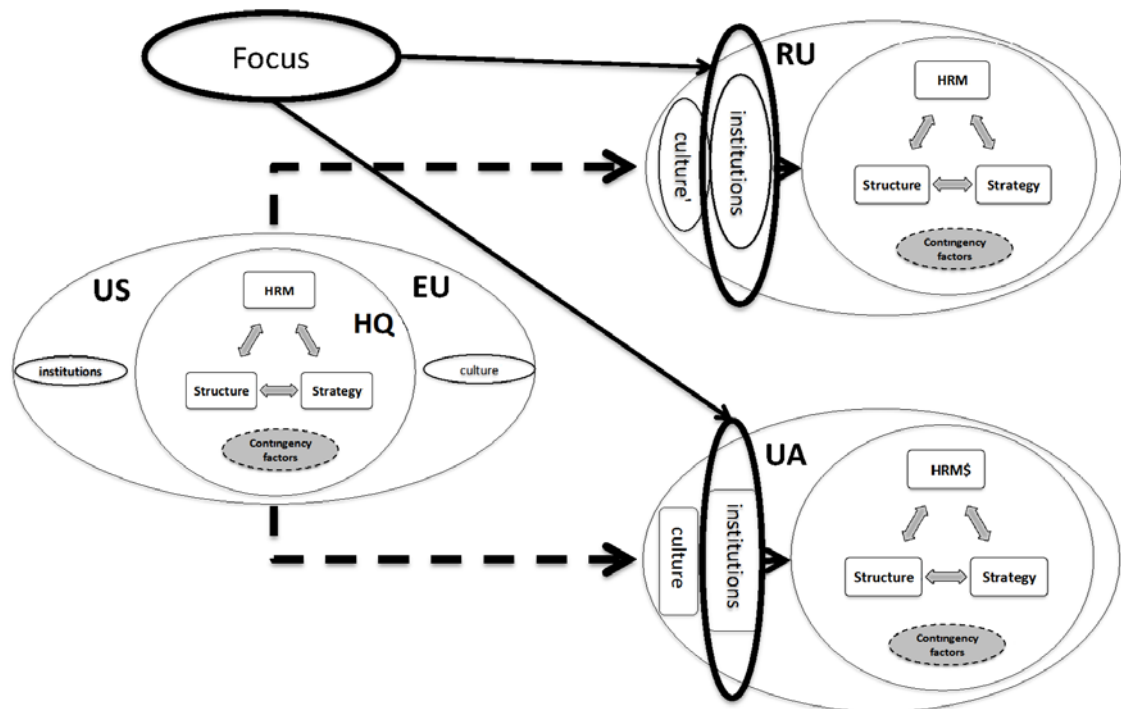 Focus
RU
HRM
culture'
institutions
Structure
Strategy
Contingency
factors
US
EU
HRM
HQ
institutions
culture
Structure
Strategy
Contingency
factors
UA
HRM$
culture
institutions
Structure
Strategy
Contingency
factors